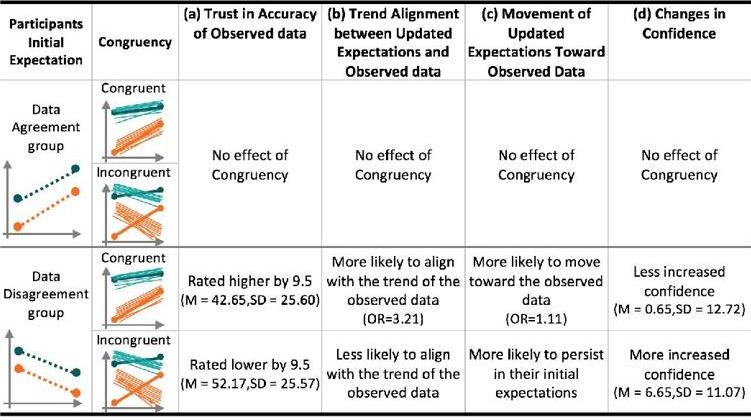 Participants Initial Expectation
Congruency
(a) Trust in Accuracy of Observed data
(b) Trend Alignment between Updated Expectations and Observed data
(c) Movement of Updated Expectations Toward Observed Data
(d) Changes in Confidence
Data Agreement group
Congruent
Incongruent
No effect of Congruency
No effect of Congruency
No effect of Congruency
No effect of Congruency
Data Disagreement group
Congruent
Rated higher by 9.5
(M = 42.65,SD = 25.60)
More likely to align with the trend of the observed data
(OR=3.21)
More likely to move toward the observed data
(OR=1.11)
Less increased confidence
(M = 0.65,SD = 12.72)
Incongruent
Rated lower by 9.5
(M = 52.17,SD = 25.57)
Less likely to align with the trend of the observed data
More likely to persist in their initial expectations
More increased confidence
(M = 6.65,SD = 11.07)